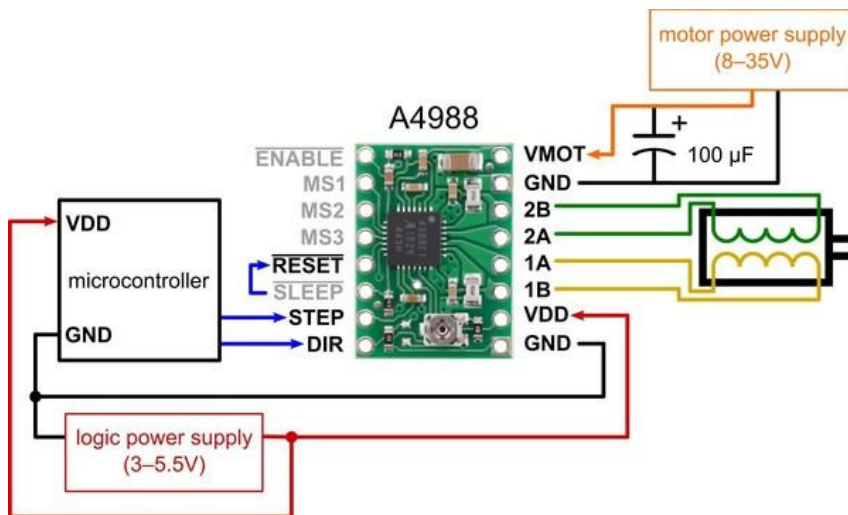 motor power supply
(8–35V)
A4988
+
100 µF
ENABLE
MS1
MS2
MS3
RESET
SLEEP
STEP
DIR
VMOT
GND
2B
2A
1A
1B
VDD
GND
VDD
microcontroller
GND
logic power supply
(3–5.5V)